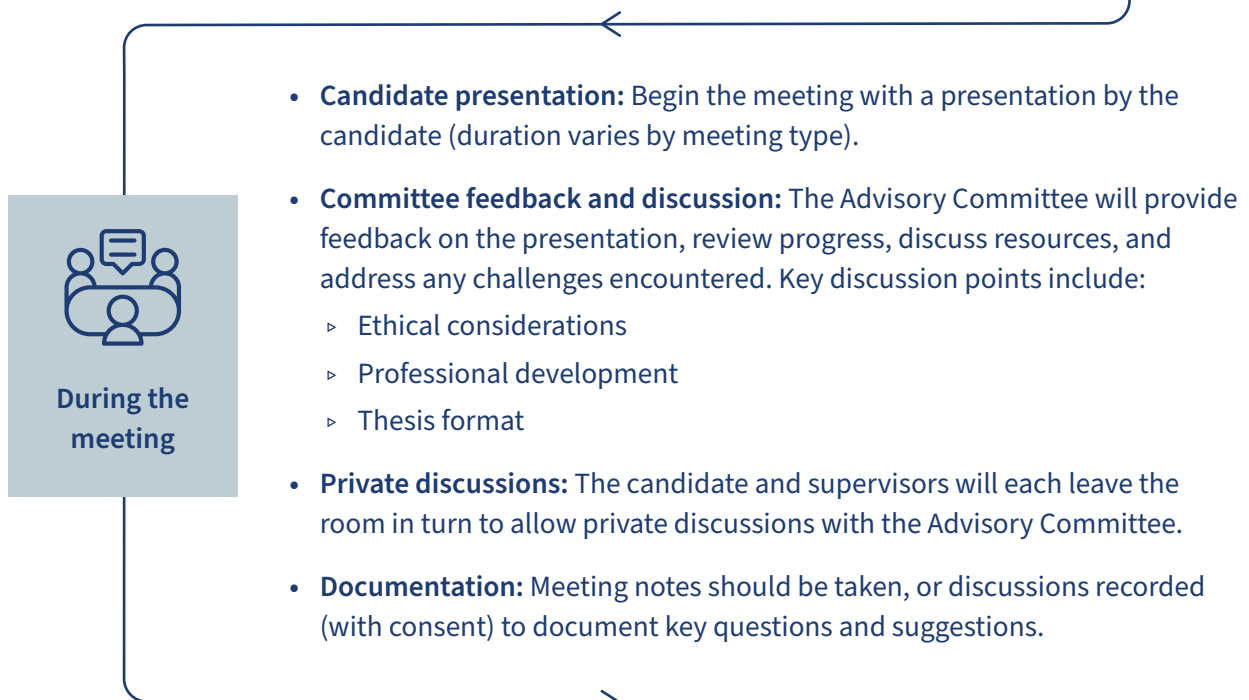 • Candidate presentation: Begin the meeting with a presentation by the
candidate (duration varies by meeting type).
• Committee feedback and discussion: The Advisory Committee will provide
feedback on the presentation, review progress, discuss resources, and
address any challenges encountered. Key discussion points include:
▹ Ethical considerations
▹ Professional development
▹ Thesis format
During the
meeting
• Private discussions: The candidate and supervisors will each leave the
room in turn to allow private discussions with the Advisory Committee.
• Documentation: Meeting notes should be taken, or discussions recorded
(with consent) to document key questions and suggestions.